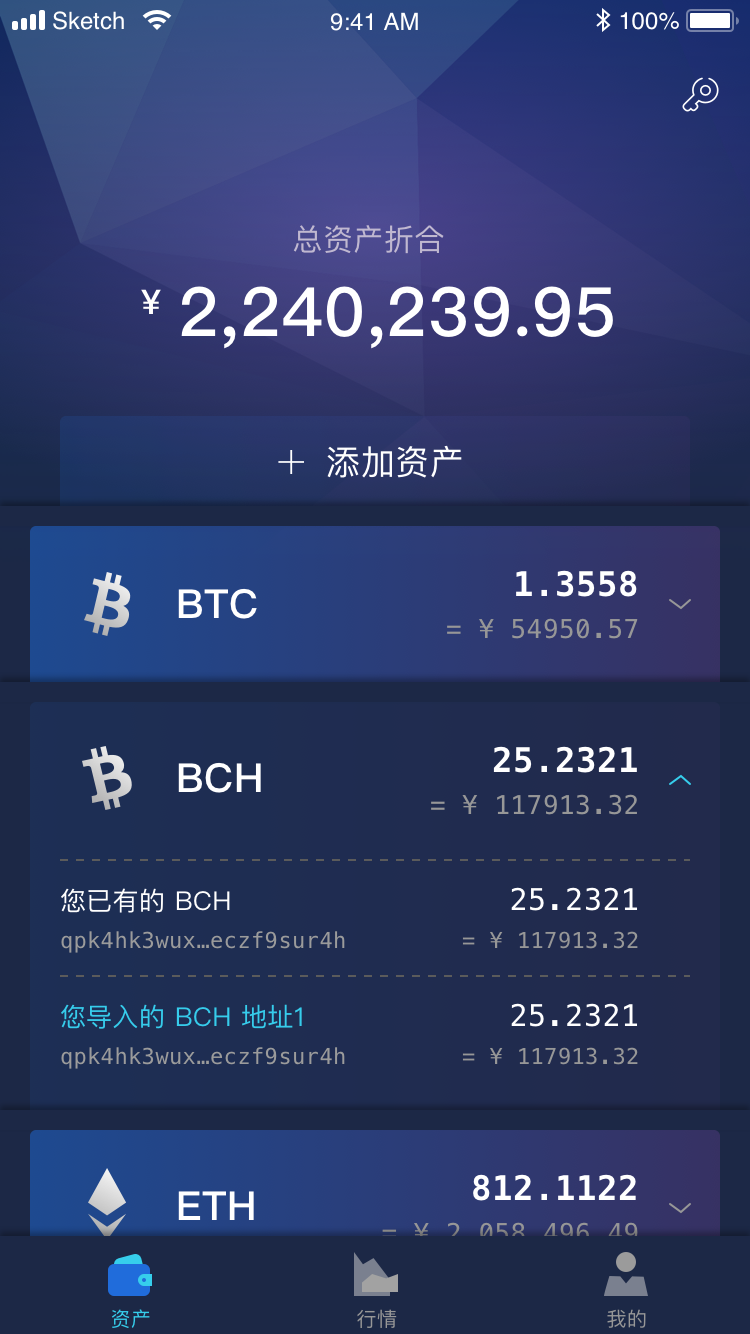 Sketch 9:41 AM 100%
总资产折合
¥ 2,240,239.95
添加资产
BTC 1.3558
= ¥ 54950.57
BCH 25.2321
= ¥ 117913.32
您已有的 BCH 25.2321
qpk4hk3wux…eczf9sur4h = ¥ 117913.32
您导入的 BCH 地址1 25.2321
qpk4hk3wux…eczf9sur4h = ¥ 117913.32
ETH 812.1122
= ¥ 2,058,496.49
资产 行情 我的